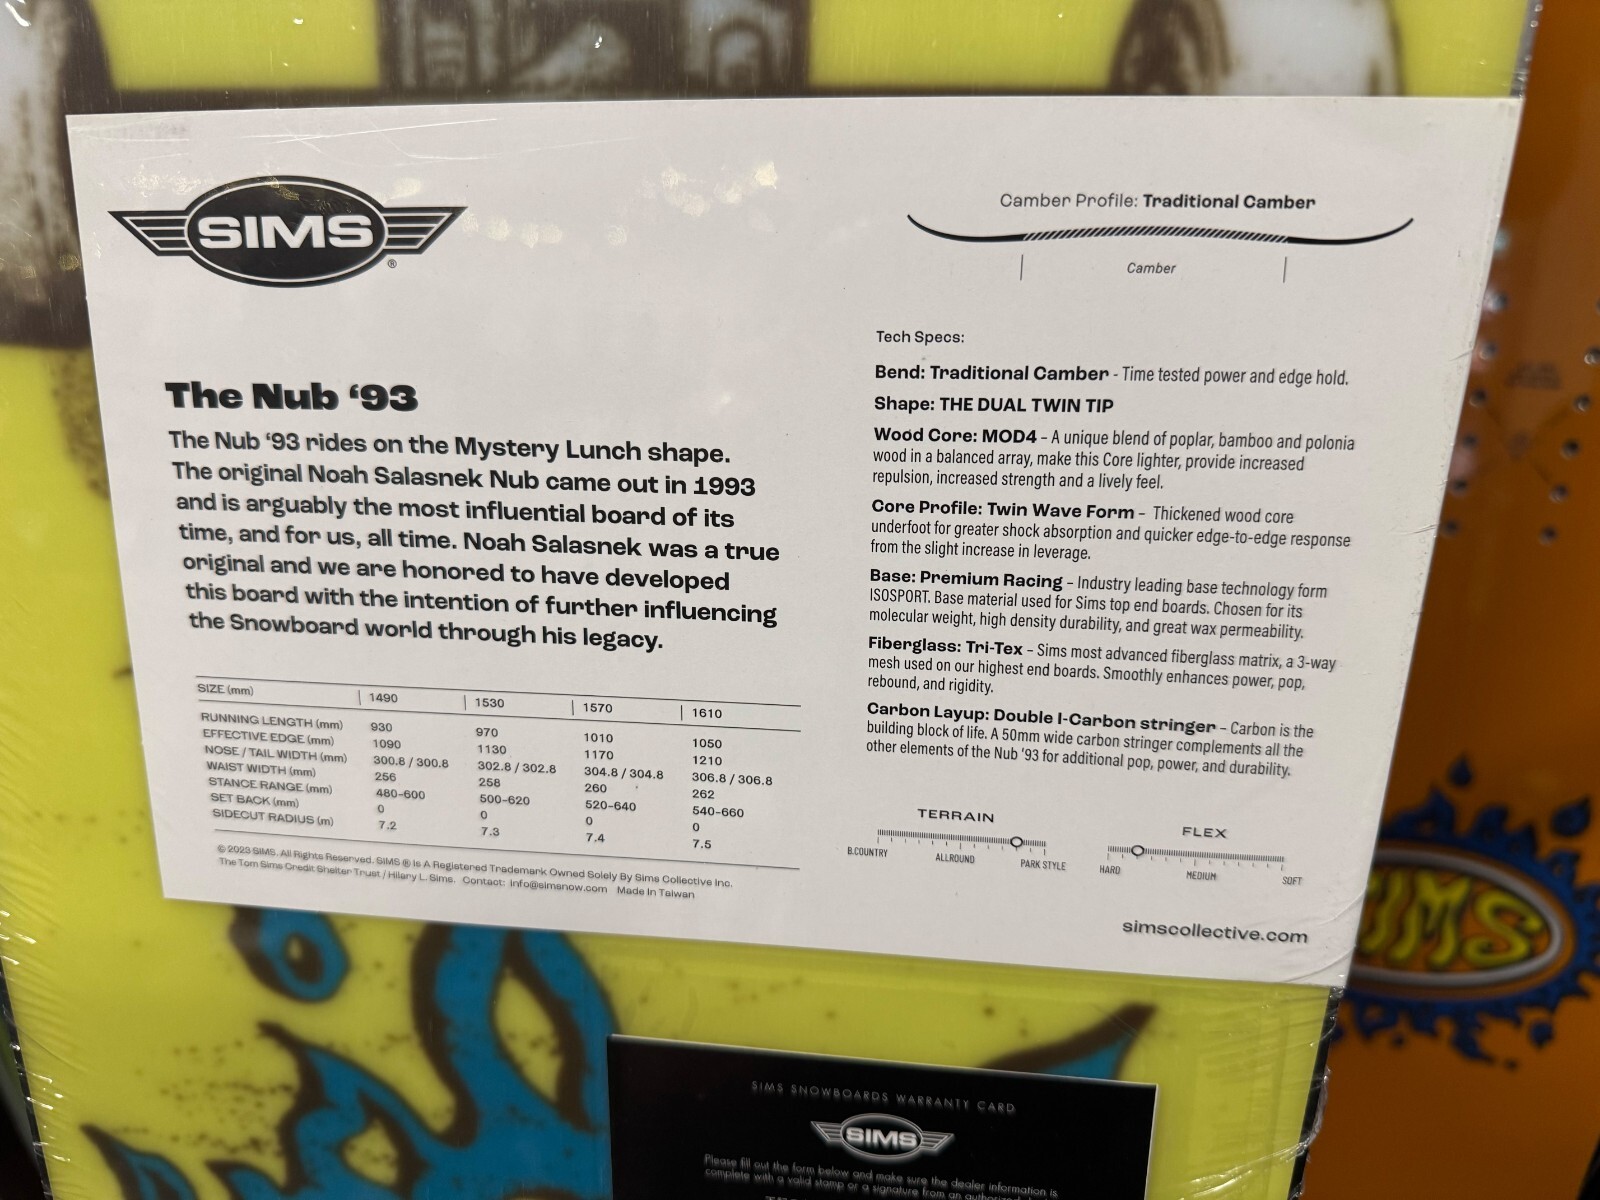 SIMS
®
The Nub ‘93
The Nub ‘93 rides on the Mystery Lunch shape.
The original Noah Salasnek Nub came out in 1993
and is arguably the most influential board of its
time, and for us, all time. Noah Salasnek was a true
original and we are honored to have developed
this board with the intention of further influencing
the Snowboard world through his legacy.
SIZE (mm) | 1490 | 1530 | 1570 | 1610
RUNNING LENGTH (mm) 930 970 1010 1050
EFFECTIVE EDGE (mm) 1090 1130 1170 1210
NOSE / TAIL WIDTH (mm) 300.8 / 300.8 302.8 / 302.8 304.8 / 304.8 306.8 / 306.8
WAIST WIDTH (mm) 256 258 260 262
STANCE RANGE (mm) 480-600 500-620 520-640 540-660
SET BACK (mm) 0 0 0 0
SIDECUT RADIUS (m) 7.2 7.3 7.4 7.5
© 2023 SIMS. All Rights Reserved. SIMS ® Is A Registered Trademark Owned Solely By Sims Collective Inc.
The Tom Sims Credit Shelter Trust / Hilary L. Sims. Contact: info@simsnow.com Made In Taiwan
Camber Profile: Traditional Camber
Camber
Tech Specs:
Bend: Traditional Camber - Time tested power and edge hold.
Shape: THE DUAL TWIN TIP
Wood Core: MOD4 – A unique blend of poplar, bamboo and polonia
wood in a balanced array, make this Core lighter, provide increased
repulsion, increased strength and a lively feel.
Core Profile: Twin Wave Form – Thickened wood core
underfoot for greater shock absorption and quicker edge-to-edge response
from the slight increase in leverage.
Base: Premium Racing – Industry leading base technology form
ISOSPORT. Base material used for Sims top end boards. Chosen for its
molecular weight, high density durability, and great wax permeability.
Fiberglass: Tri-Tex – Sims most advanced fiberglass matrix, a 3-way
mesh used on our highest end boards. Smoothly enhances power, pop,
rebound, and rigidity.
Carbon Layup: Double I-Carbon stringer – Carbon is the
building block of life. A 50mm wide carbon stringer complements all the
other elements of the Nub ’93 for additional pop, power, and durability.
TERRAIN
B.COUNTRY ALLROUND PARK STYLE
FLEX
HARD MEDIUM SOFT
simscollective.com
SIMS
SIMS SNOWBOARDS WARRANTY CARD
SIMS
Please fill out the form below and make sure the dealer information is
complete with a valid stamp or a signature from an